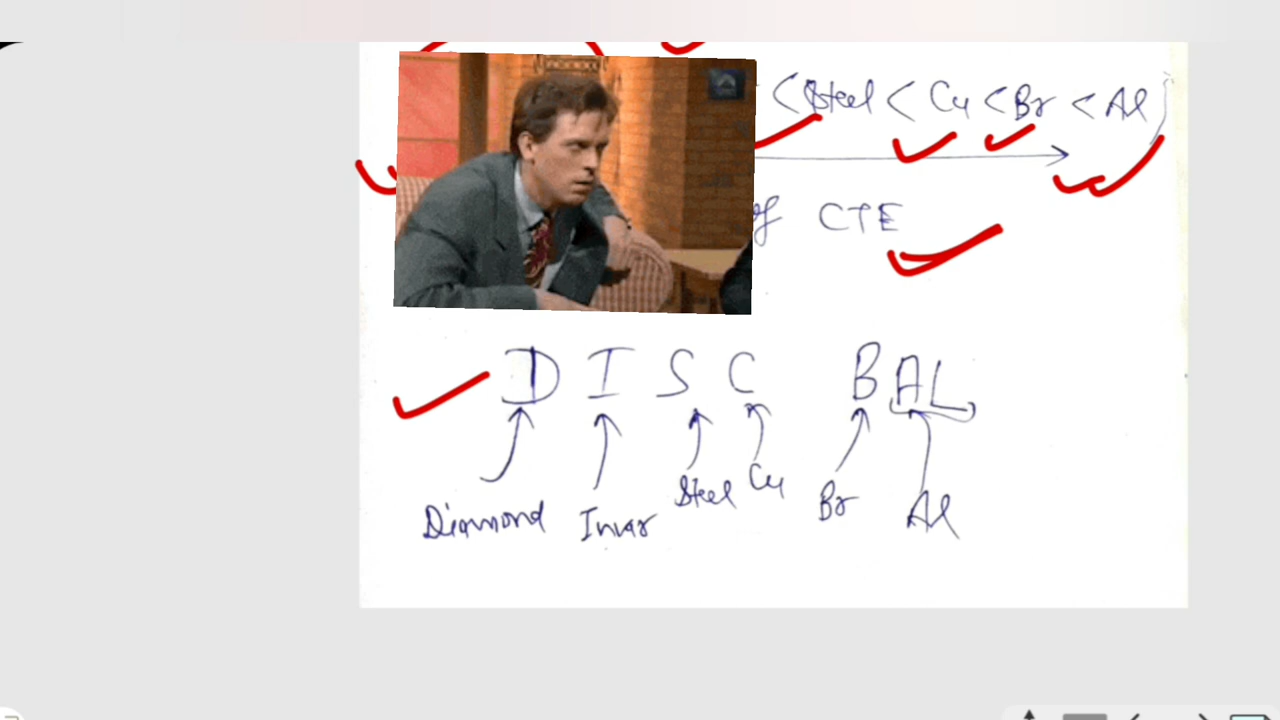 < Steel < Cu < Br < Al)
of CTE
D I S C B AL
Diamond Invar Steel Cu Br Al